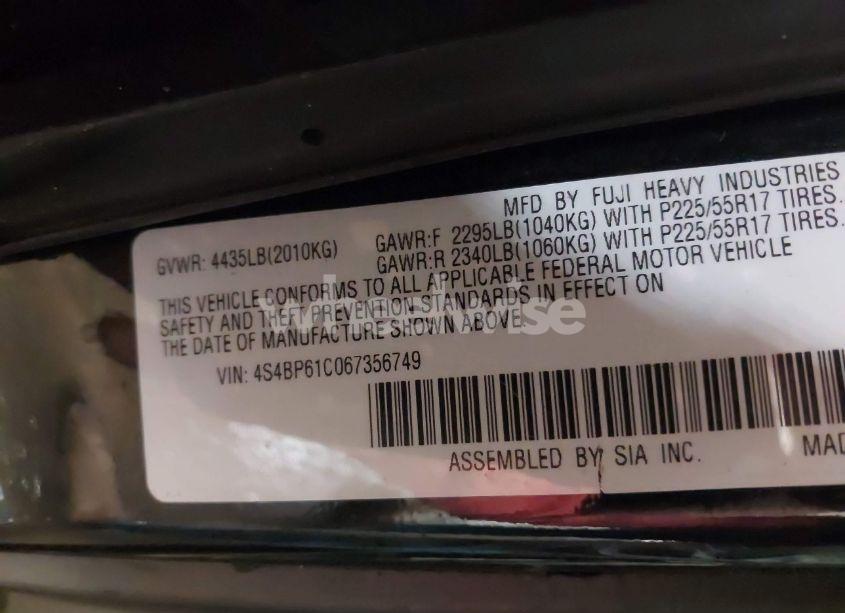 MFD BY FUJI HEAVY INDUSTRIES
GVWR: 4435LB(2010KG)
GAWR:F 2295LB(1040KG) WITH P225/55R17 TIRES.
GAWR:R 2340LB(1060KG) WITH P225/55R17 TIRES.
THIS VEHICLE CONFORMS TO ALL APPLICABLE FEDERAL MOTOR VEHICLE
SAFETY AND THEFT PREVENTION STANDARDS IN EFFECT ON
THE DATE OF MANUFACTURE SHOWN ABOVE.
wheelwise
VIN: 4S4BP61C067356749
ASSEMBLED BY SIA INC.
MAD